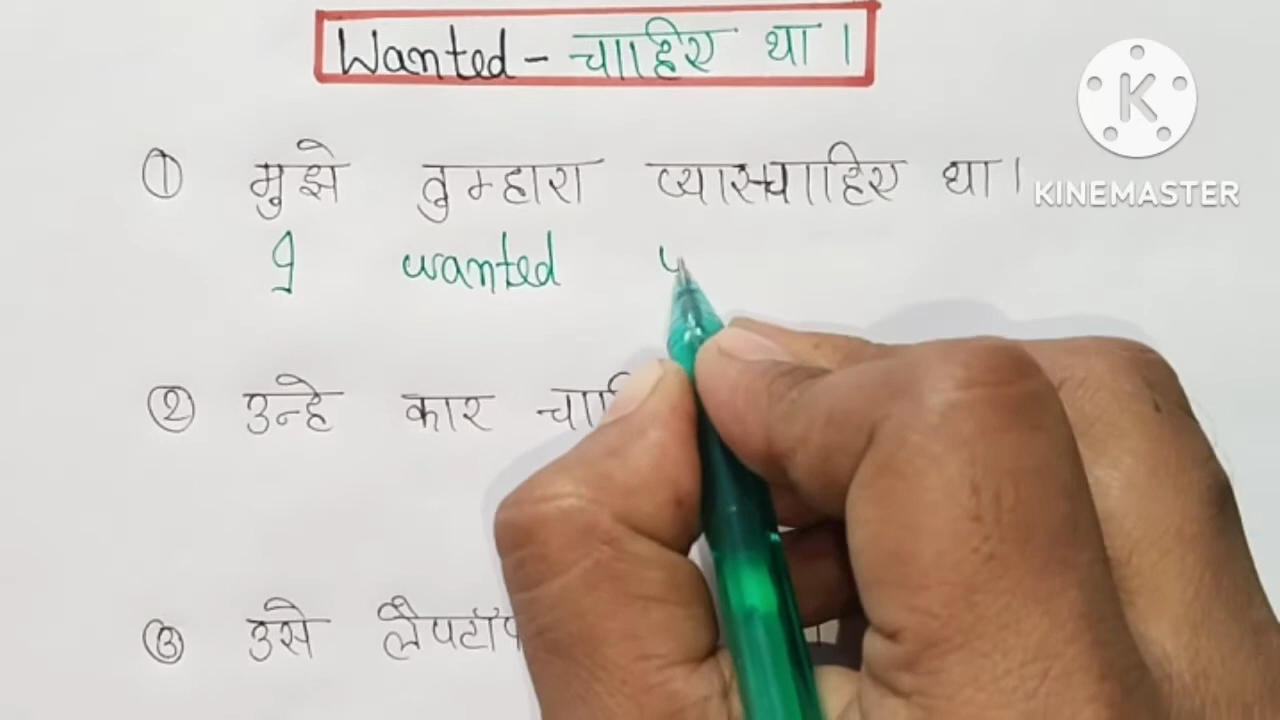 Wanted - चाहिए था।
① मुझे तुम्हारा प्यार चाहिए था।
KINEMASTER
I wanted y
② उन्हे कार
③ उसे